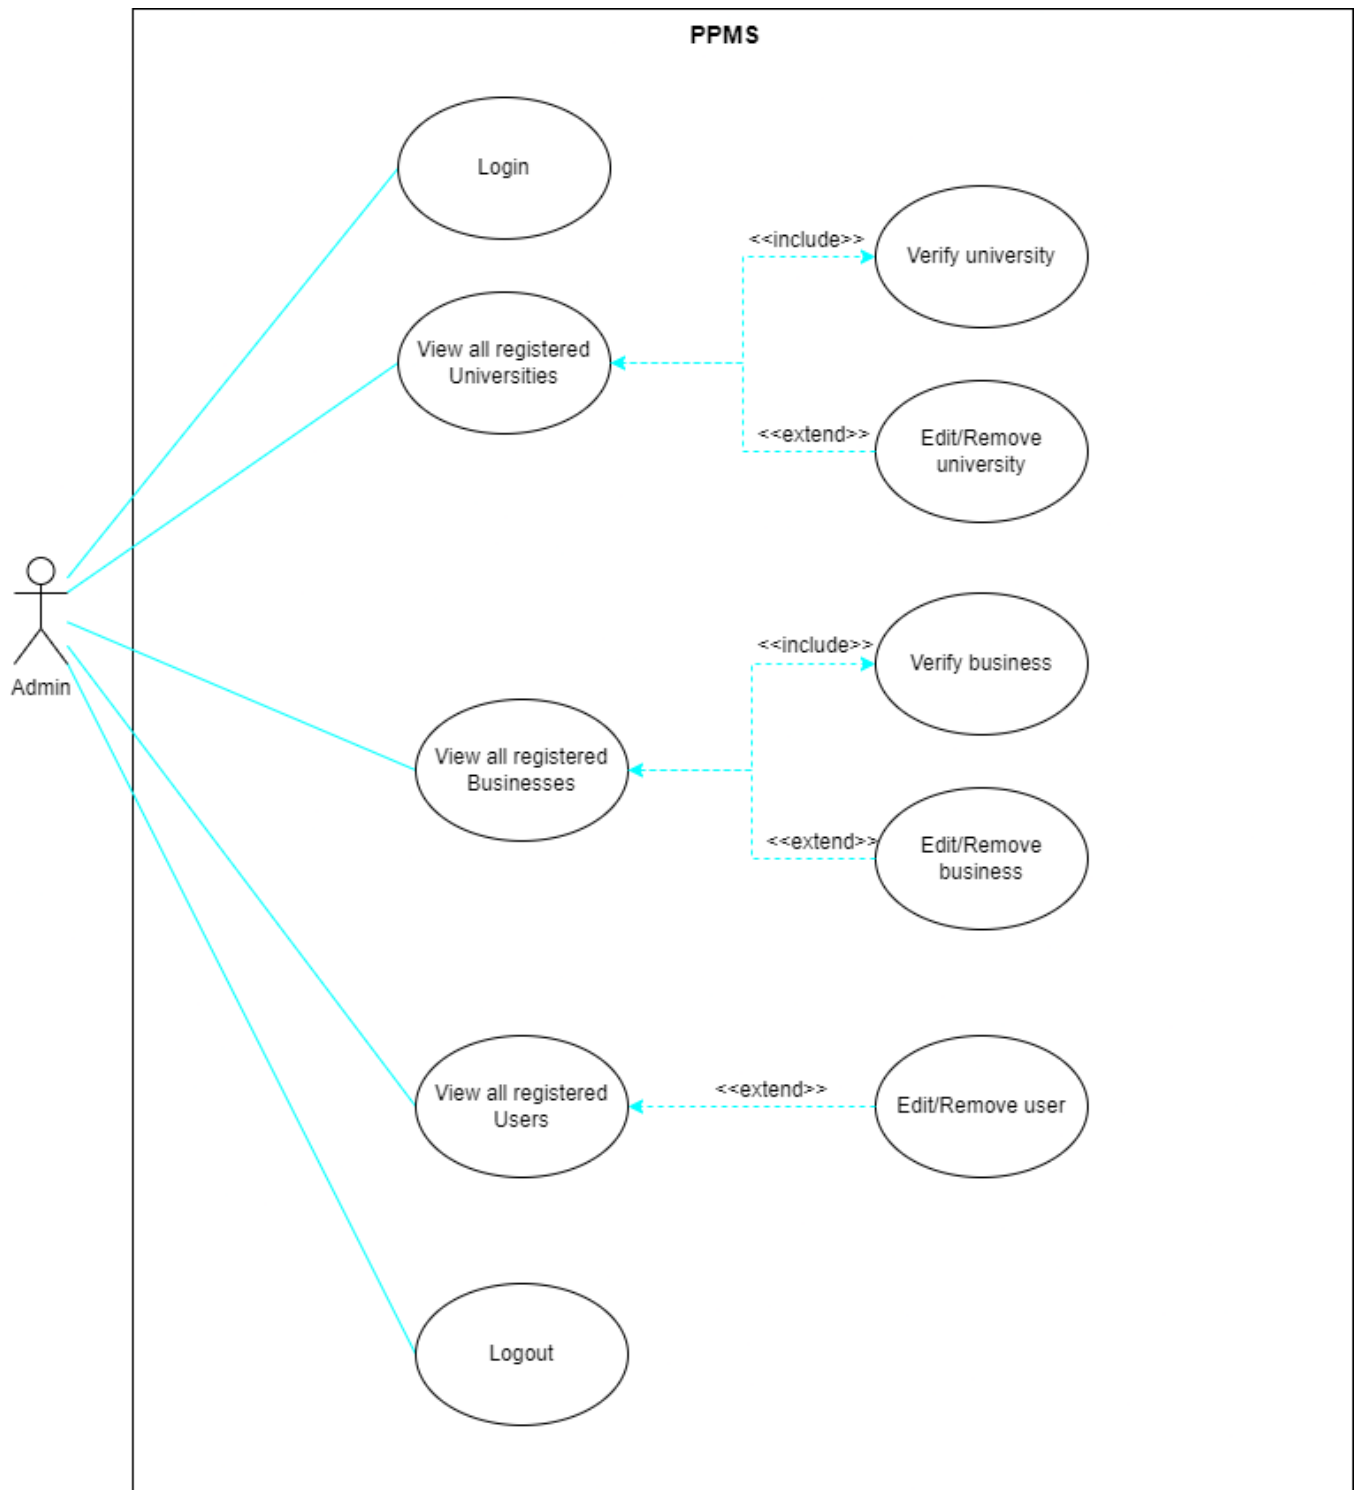 PPMS
Login
<<include>>
Verify university
View all registered
Universities
<<extend>>
Edit/Remove
university
Admin
<<include>>
Verify business
View all registered
Businesses
<<extend>>
Edit/Remove
business
View all registered
Users
<<extend>>
Edit/Remove user
Logout